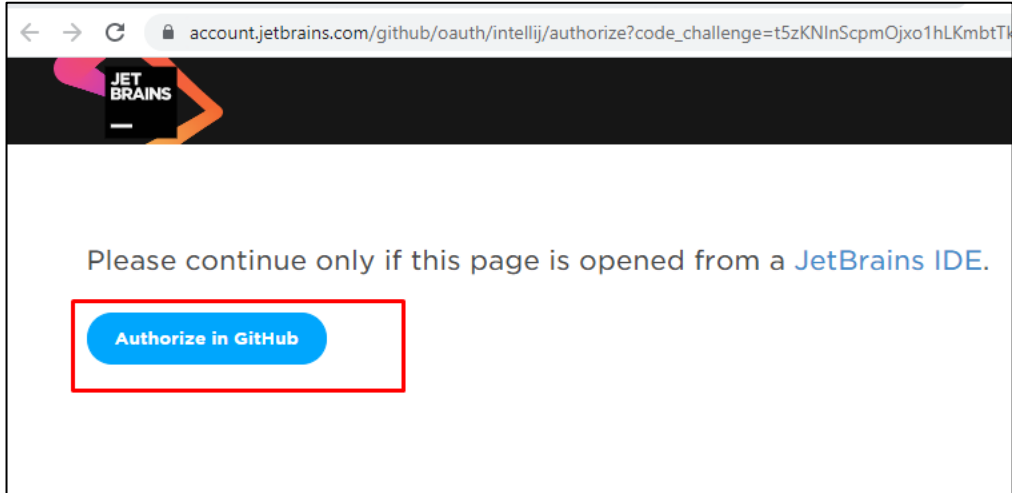 account.jetbrains.com/github/oauth/intellij/authorize?code_challenge=t5zKNInScpmOjxo1hLKmbtTk
JET
BRAINS
Please continue only if this page is opened from a JetBrains IDE.
Authorize in GitHub